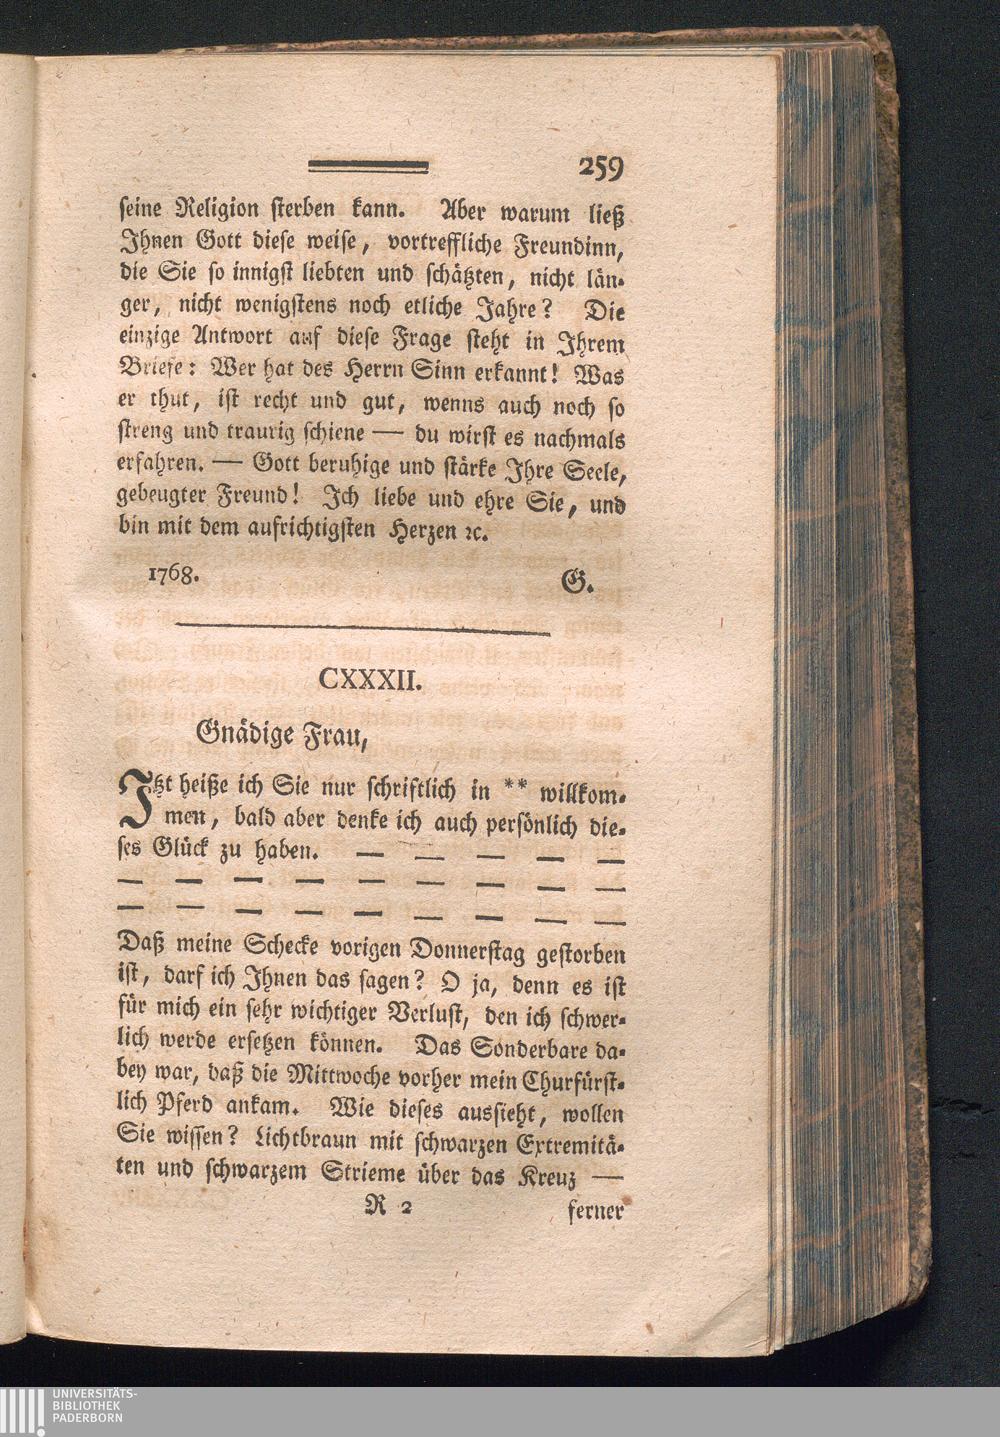 259
seine Religion sterben kann. Aber warum ließ
Ihnen Gott diese weise, vortreffliche Freundinn,
die Sie so innigst liebten und schätzten, nicht län-
ger, nicht wenigstens noch etliche Jahre? Die
einzige Antwort auf diese Frage steht in Ihrem
Briefe: Wer hat des Herrn Sinn erkannt! Was
er thut, ist recht und gut, wenns auch noch so
streng und traurig schiene — du wirst es nachmals
erfahren. — Gott beruhige und stärke Ihre Seele,
gebeugter Freund! Ich liebe und ehre Sie, und
bin mit dem aufrichtigsten Herzen ꝛc.
1768. G.
CXXXII.
Gnädige Frau,
Itzt heiße ich Sie nur schriftlich in ** willkom-
men, bald aber denke ich auch persönlich die-
ses Glück zu haben. — — — — —
— — — — — — — — —
— — — — — — — — —
Daß meine Schecke vorigen Donnerstag gestorben
ist, darf ich Ihnen das sagen? O ja, denn es ist
für mich ein sehr wichtiger Verlust, den ich schwer-
lich werde ersetzen können. Das Sonderbare da-
bey war, daß die Mittwoche vorher mein Churfürst-
lich Pferd ankam. Wie dieses aussieht, wollen
Sie wissen? Lichtbraun mit schwarzen Extremitä-
ten und schwarzem Strieme über das Kreuz —
R 2 ferner
UNIVERSITÄTS-
BIBLIOTHEK
PADERBORN